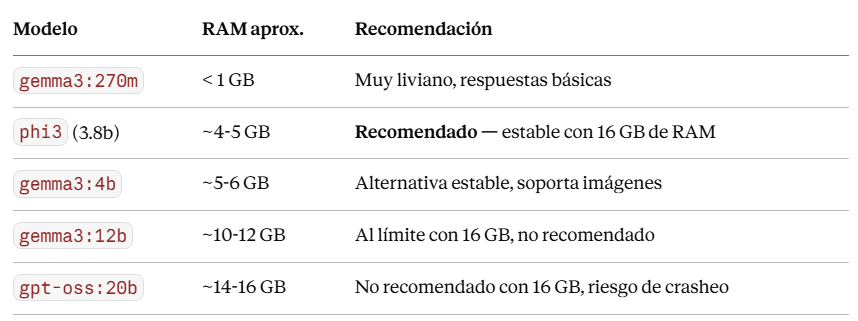 Modelo RAM aprox. Recomendación
gemma3:270m < 1 GB Muy liviano, respuestas básicas
phi3 (3.8b) ~4-5 GB Recomendado — estable con 16 GB de RAM
gemma3:4b ~5-6 GB Alternativa estable, soporta imágenes
gemma3:12b ~10-12 GB Al límite con 16 GB, no recomendado
gpt-oss:20b ~14-16 GB No recomendado con 16 GB, riesgo de crasheo